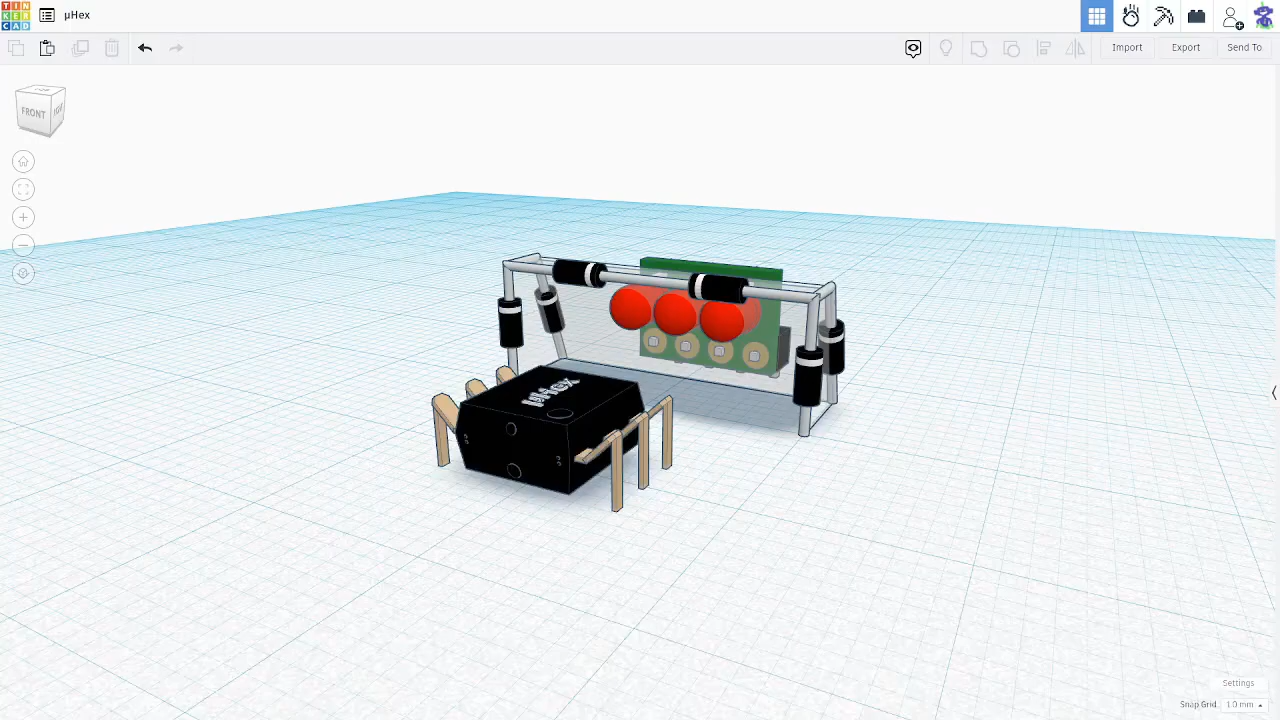 TIN
KER
CAD
µHex
Import
Export
Send To
FRONT
µHex
Settings
Snap Grid
1.0 mm